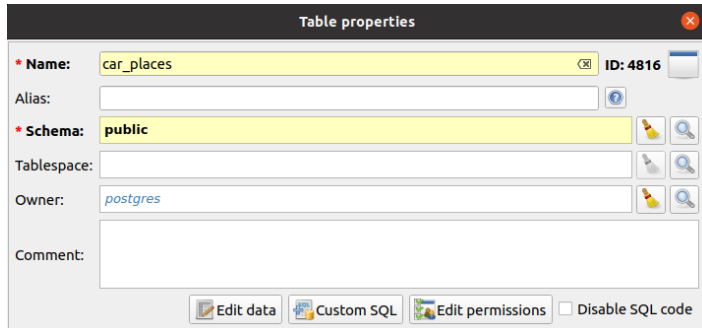 Table properties
* Name: car_places ID: 4816
Alias:
* Schema: public
Tablespace:
Owner: postgres
Comment:
Edit data Custom SQL Edit permissions Disable SQL code